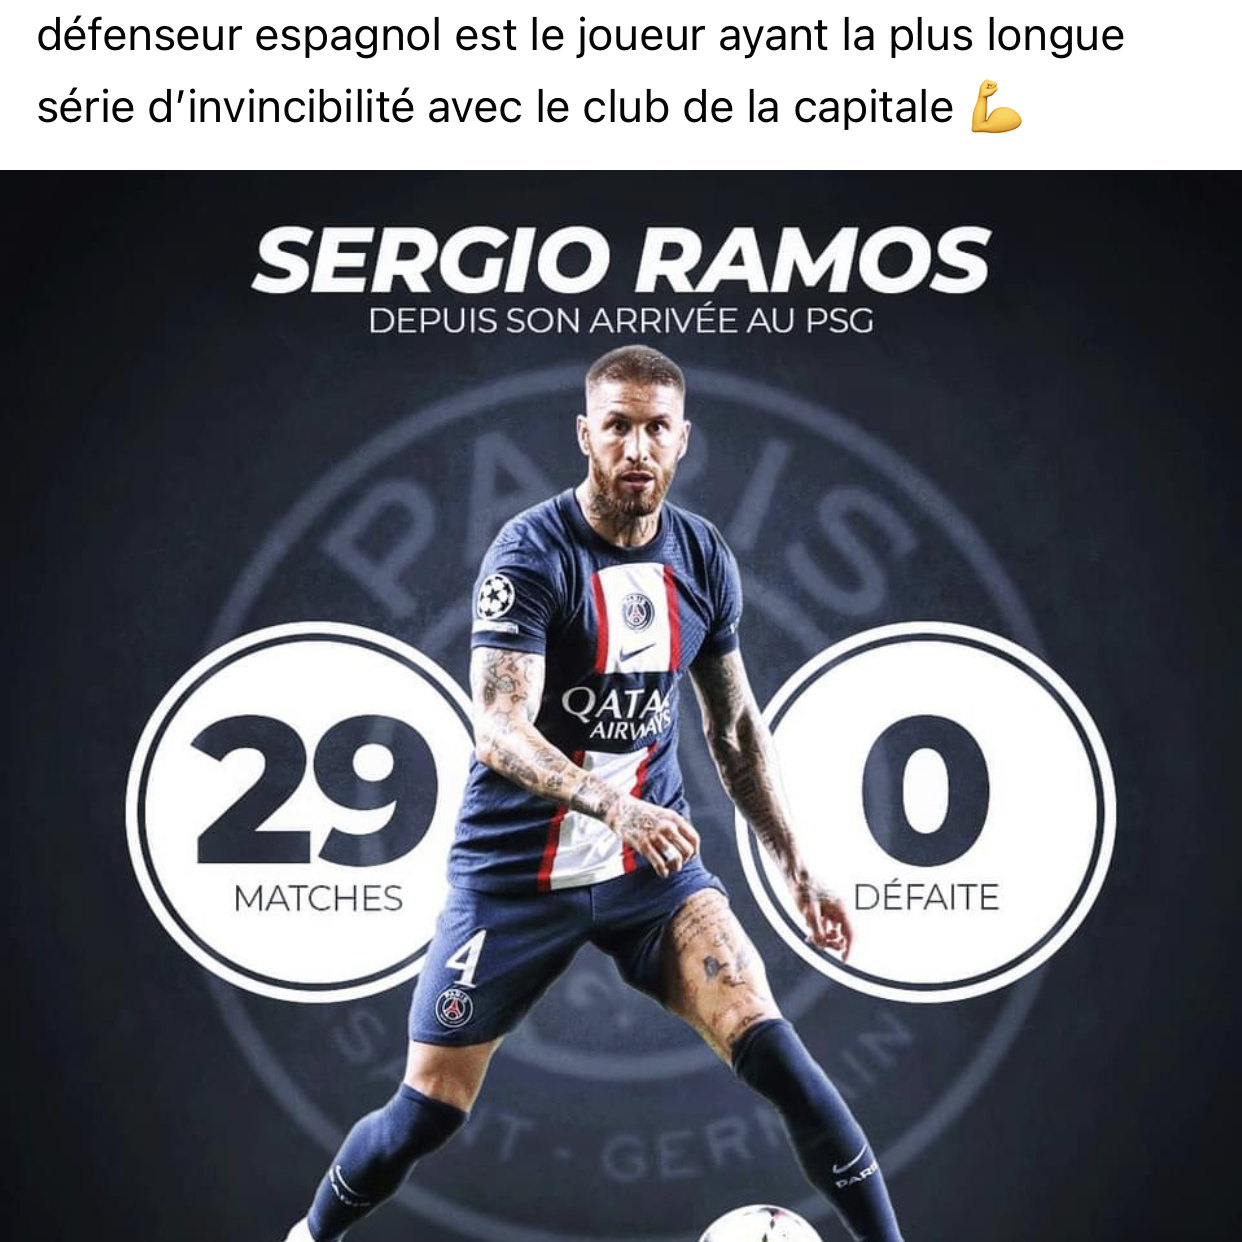 défenseur espagnol est le joueur ayant la plus longue
série d’invincibilité avec le club de la capitale 💪
SERGIO RAMOS
DEPUIS SON ARRIVÉE AU PSG
PARIS
QATAR
AIRWAYS
29
MATCHES
0
DÉFAITE
4
SAINT - GERMAIN
PARIS